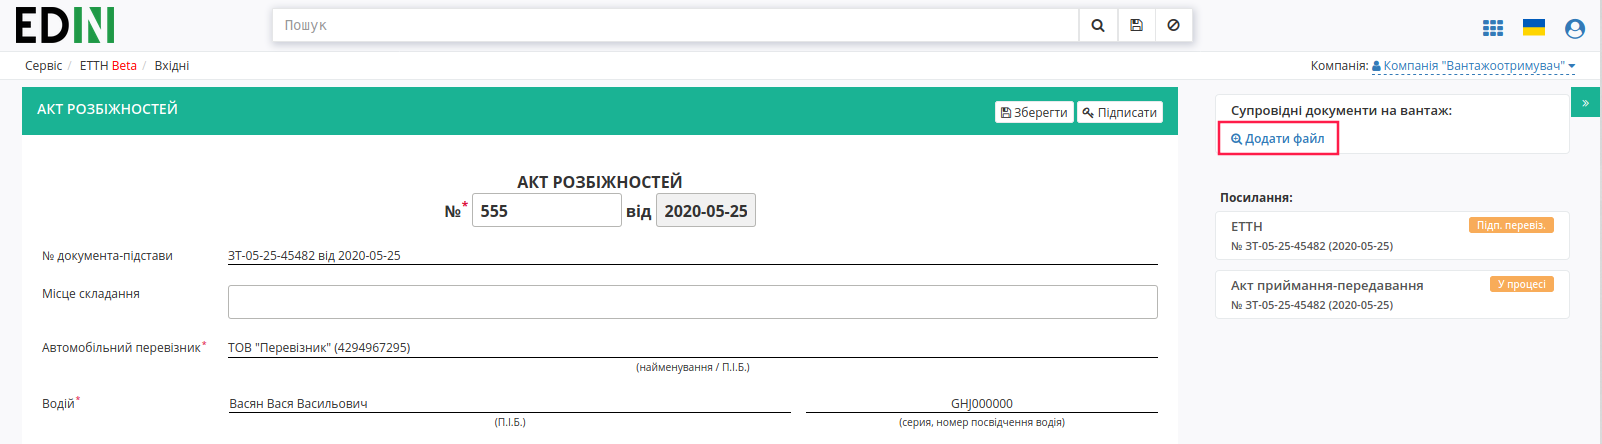 EDIN
Пошук
Сервіс / ЕТТН Beta / Вхідні
Компанія: Компанія "Вантажоотримувач"
АКТ РОЗБІЖНОСТЕЙ
Зберегти Підписати
Супровідні документи на вантаж:
»
Додати файл
АКТ РОЗБІЖНОСТЕЙ
№* 555 від 2020-05-25
Посилання:
ЕТТН Підп. перевіз.
№ ЗТ-05-25-45482 (2020-05-25)
№ документа-підстави ЗТ-05-25-45482 від 2020-05-25
Місце складання
Акт приймання-передавання У процесі
№ ЗТ-05-25-45482 (2020-05-25)
Автомобільний перевізник* ТОВ "Перевізник" (4294967295)
(найменування / П.І.Б.)
Водій* Васян Вася Васильович GHJ000000
(П.І.Б.) (серия, номер посвідчення водія)